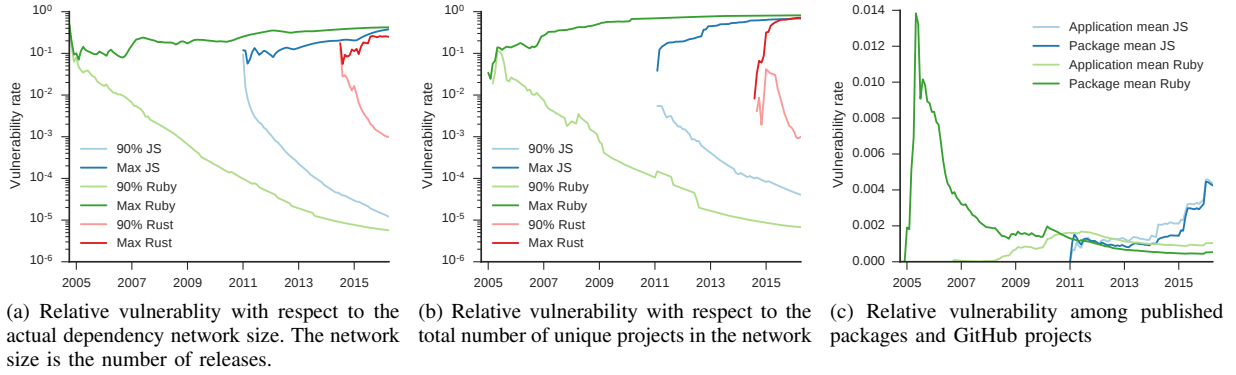 Vulnerability rate
10⁰
10⁻¹
10⁻²
10⁻³
10⁻⁴
10⁻⁵
10⁻⁶
90% JS
Max JS
90% Ruby
Max Ruby
90% Rust
Max Rust
2005 2007 2009 2011 2013 2015
(a) Relative vulnerablity with respect to the
actual dependency network size. The network
size is the number of releases.
Vulnerability rate
10⁰
10⁻¹
10⁻²
10⁻³
10⁻⁴
10⁻⁵
10⁻⁶
90% JS
Max JS
90% Ruby
Max Ruby
90% Rust
Max Rust
2005 2007 2009 2011 2013 2015
(b) Relative vulnerability with respect to the
total number of unique projects in the network
Vulnerability rate
0.014
0.012
0.010
0.008
0.006
0.004
0.002
0.000
Application mean JS
Package mean JS
Application mean Ruby
Package mean Ruby
2005 2007 2009 2011 2013 2015
(c) Relative vulnerability among published
packages and GitHub projects